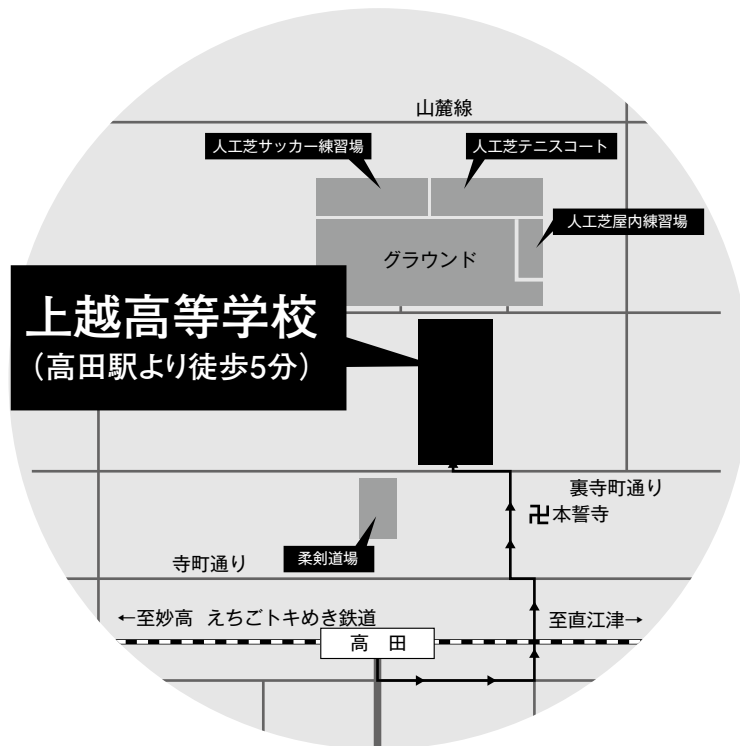 山麓線
人工芝サッカー練習場
人工芝テニスコート
人工芝屋内練習場
グラウンド
上越高等学校
（高田駅より徒歩5分）
裏寺町通り
卍本誓寺
寺町通り
柔剣道場
←至妙高 えちごトキめき鉄道
至直江津→
高 田